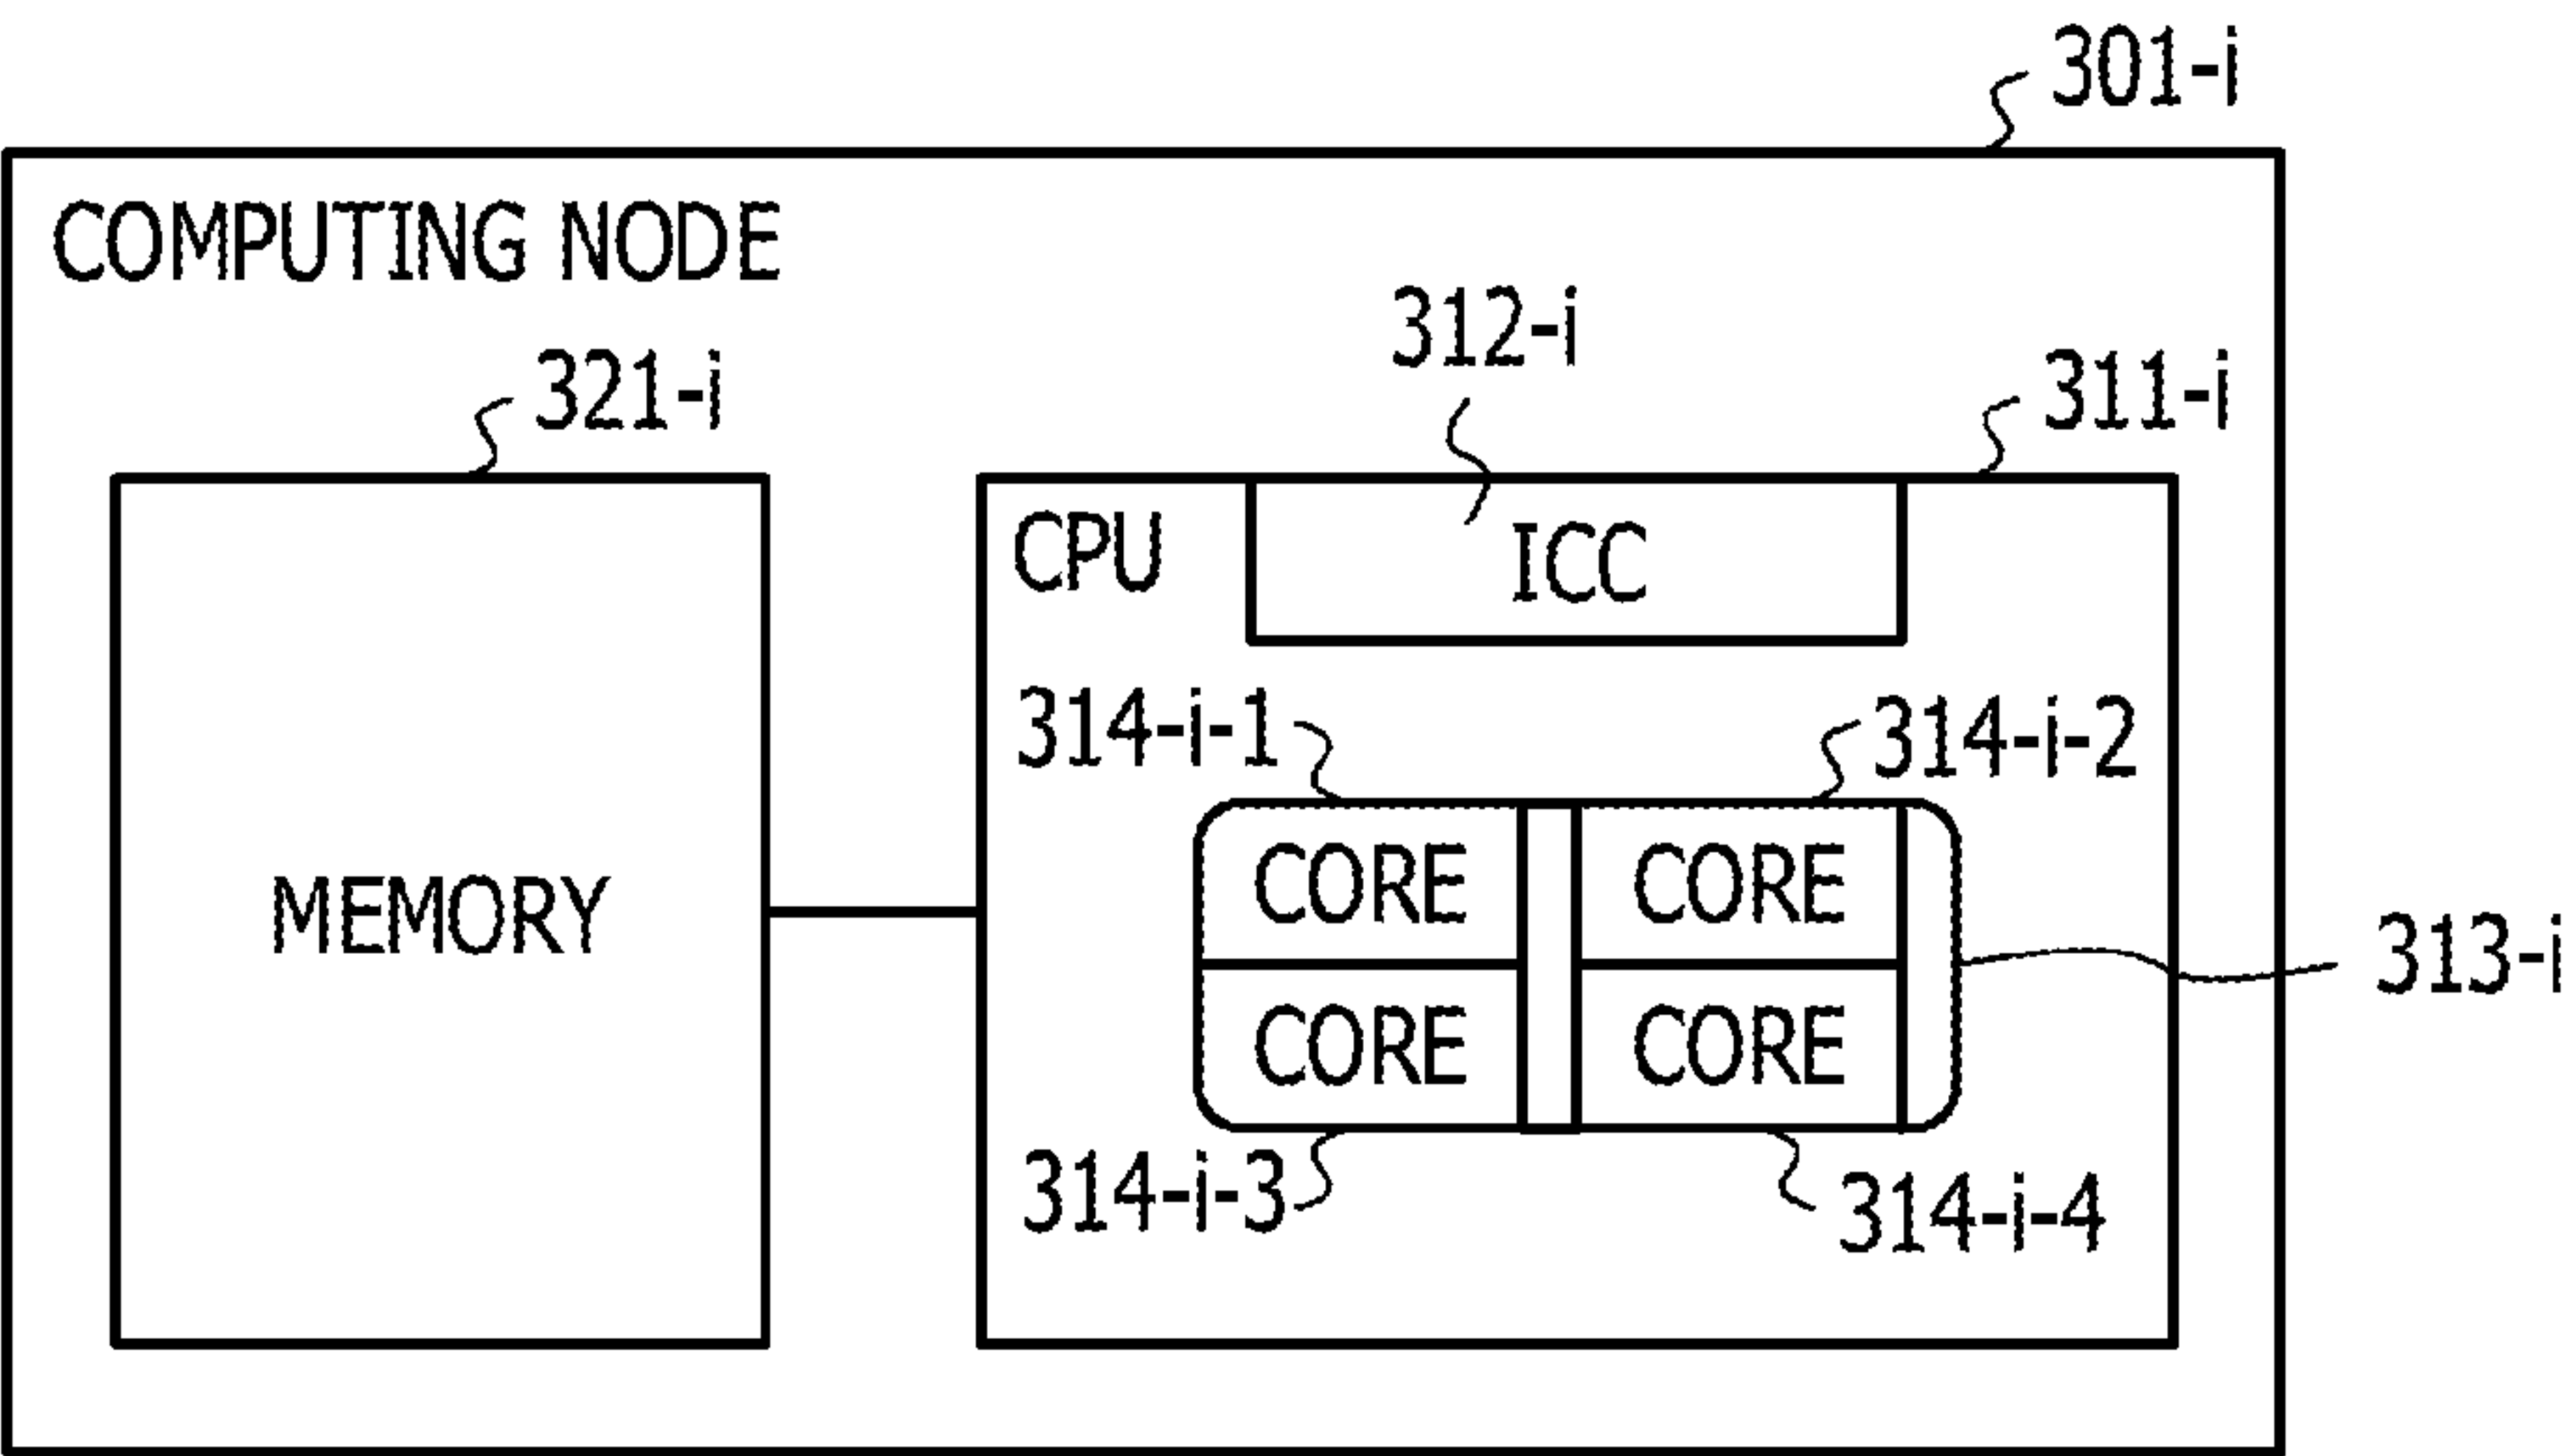 301-i
COMPUTING NODE
312-i
321-i
311-i
CPU
ICC
314-i-1
314-i-2
CORE
CORE
MEMORY
313-i
CORE
CORE
314-i-3
314-i-4